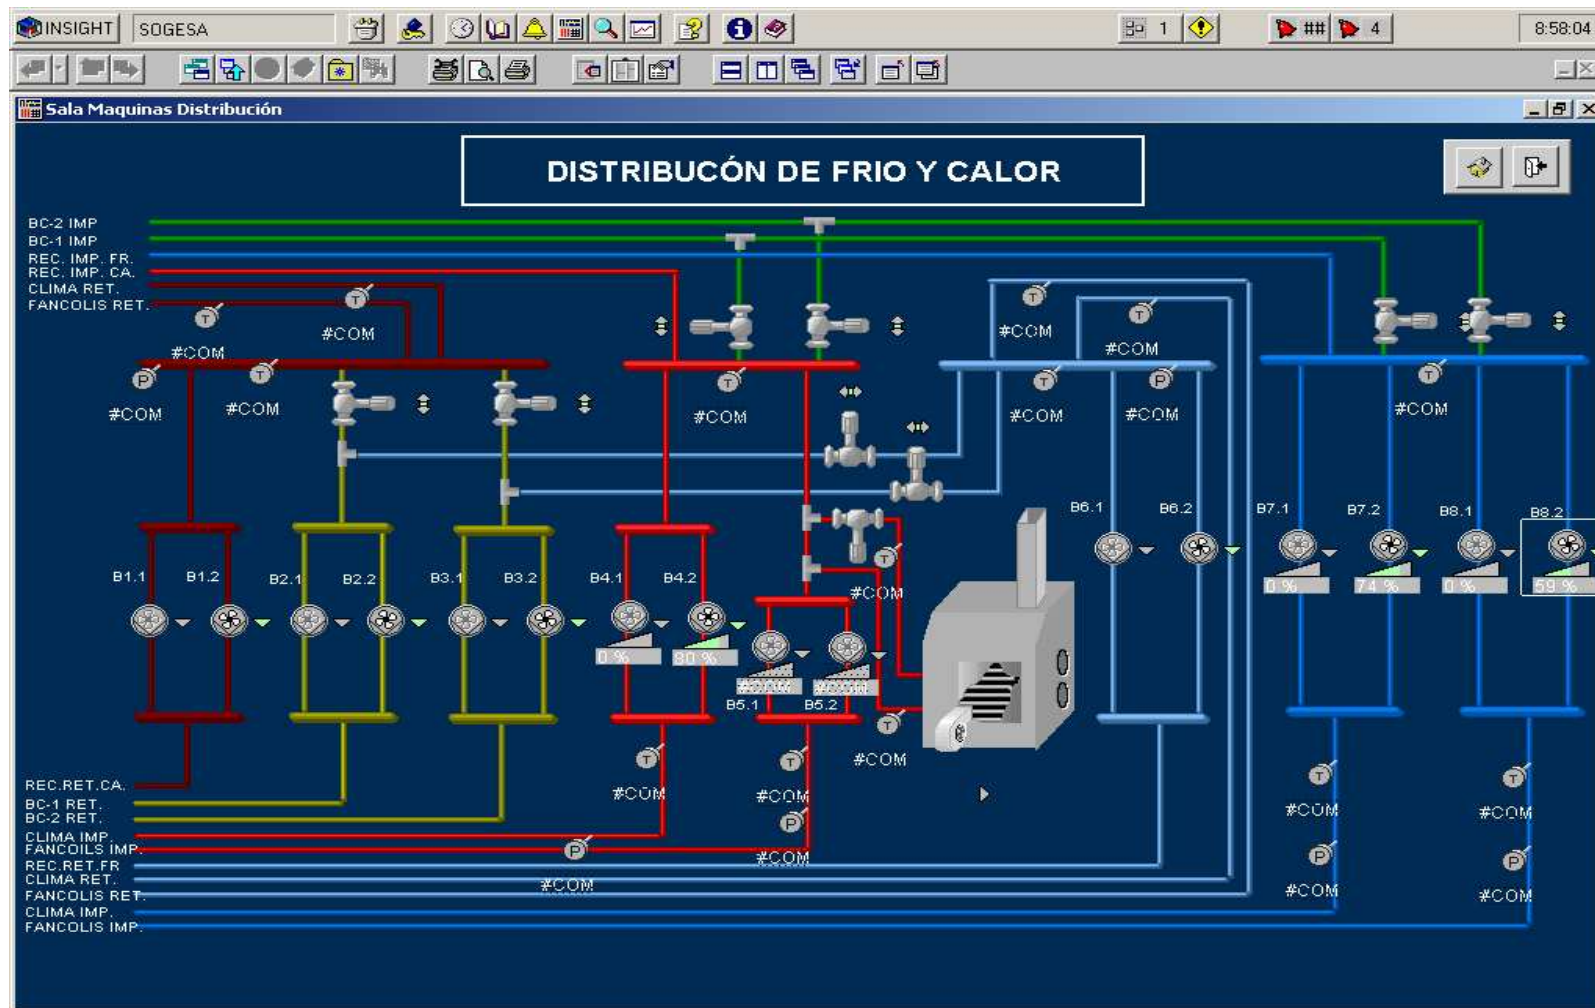 INSIGHT
SOGESA
1
##
4
8:58:04
Sala Maquinas Distribución
DISTRIBUCÓN DE FRIO Y CALOR
BC-2 IMP
BC-1 IMP
REC. IMP. FR.
REC. IMP. CA.
CLIMA RET.
FANCOLIS RET.
T
T
T
T
#COM
#COM
#COM
#COM
P
T
T
T
P
T
#COM
#COM
#COM
#COM
#COM
#COM
B6.1
B6.2
B7.1
B7.2
B8.1
B8.2
B1.1
B1.2
B2.1
B2.2
B3.1
B3.2
B4.1
B4.2
T
#COM
0 %
74 %
0 %
59 %
0 %
80 %
#COM
#COM
B5.1
B5.2
T
#COM
T
#COM
T
#COM
T
#COM
T
#COM
REC.RET.CA.
BC-1 RET.
BC-2 RET.
CLIMA IMP.
FANCOILS IMP.
REC.RET.FR
CLIMA RET.
FANCOLIS RET.
CLIMA IMP.
FANCOLIS IMP.
P
#COM
P
#COM
P
#COM
P
#COM